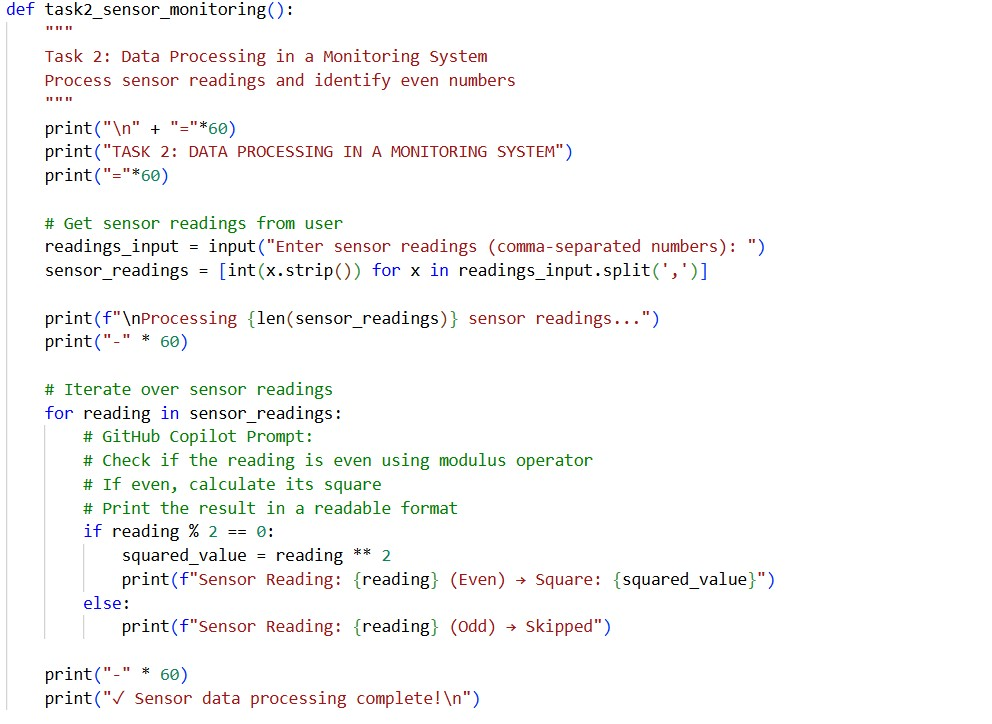 def task2_sensor_monitoring():
    """
    Task 2: Data Processing in a Monitoring System
    Process sensor readings and identify even numbers
    """
    print("\n" + "="*60)
    print("TASK 2: DATA PROCESSING IN A MONITORING SYSTEM")
    print("="*60)

    # Get sensor readings from user
    readings_input = input("Enter sensor readings (comma-separated numbers): ")
    sensor_readings = [int(x.strip()) for x in readings_input.split(',')]

    print(f"\nProcessing {len(sensor_readings)} sensor readings...")
    print("-" * 60)

    # Iterate over sensor readings
    for reading in sensor_readings:
        # GitHub Copilot Prompt:
        # Check if the reading is even using modulus operator
        # If even, calculate its square
        # Print the result in a readable format
        if reading % 2 == 0:
            squared_value = reading ** 2
            print(f"Sensor Reading: {reading} (Even) → Square: {squared_value}")
        else:
            print(f"Sensor Reading: {reading} (Odd) → Skipped")

    print("-" * 60)
    print("✓ Sensor data processing complete!\n")